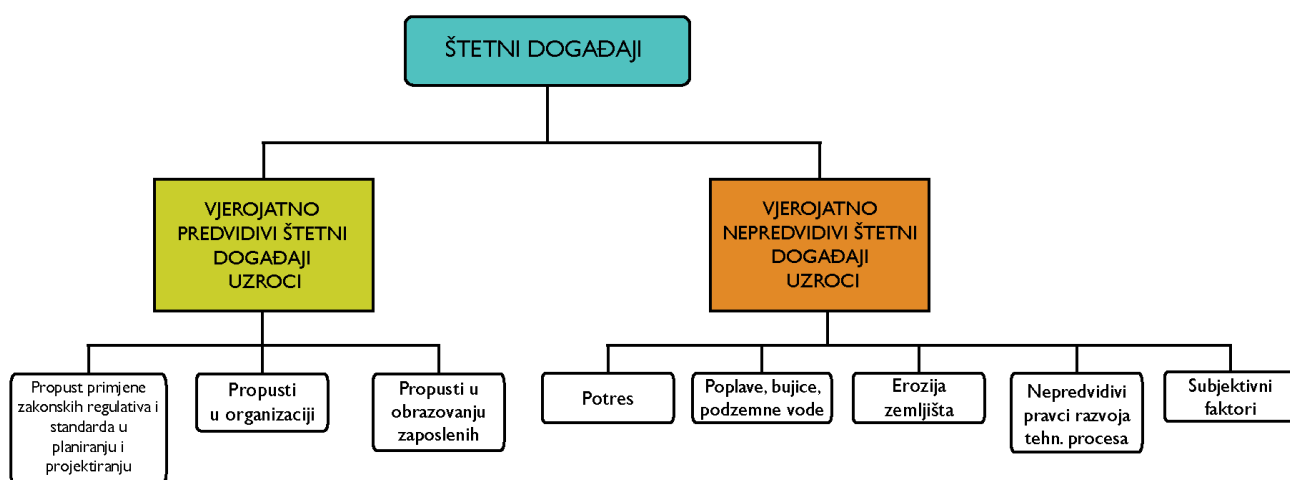 ŠTETNI DOGAĐAJI
VJEROJATNO
PREDVIDIVI ŠTETNI
DOGAĐAJI
UZROCI
VJEROJATNO
NEPREDVIDIVI ŠTETNI
DOGAĐAJI
UZROCI
Propust primjene
zakonskih regulativa i
standarda u
planiranju i
projektiranju
Propusti
u organizaciji
Propusti u
obrazovanju
zaposlenih
Potres
Poplave, bujice,
podzemne vode
Erozija
zemljišta
Nepredvidivi
pravci razvoja
tehn. procesa
Subjektivni
faktori